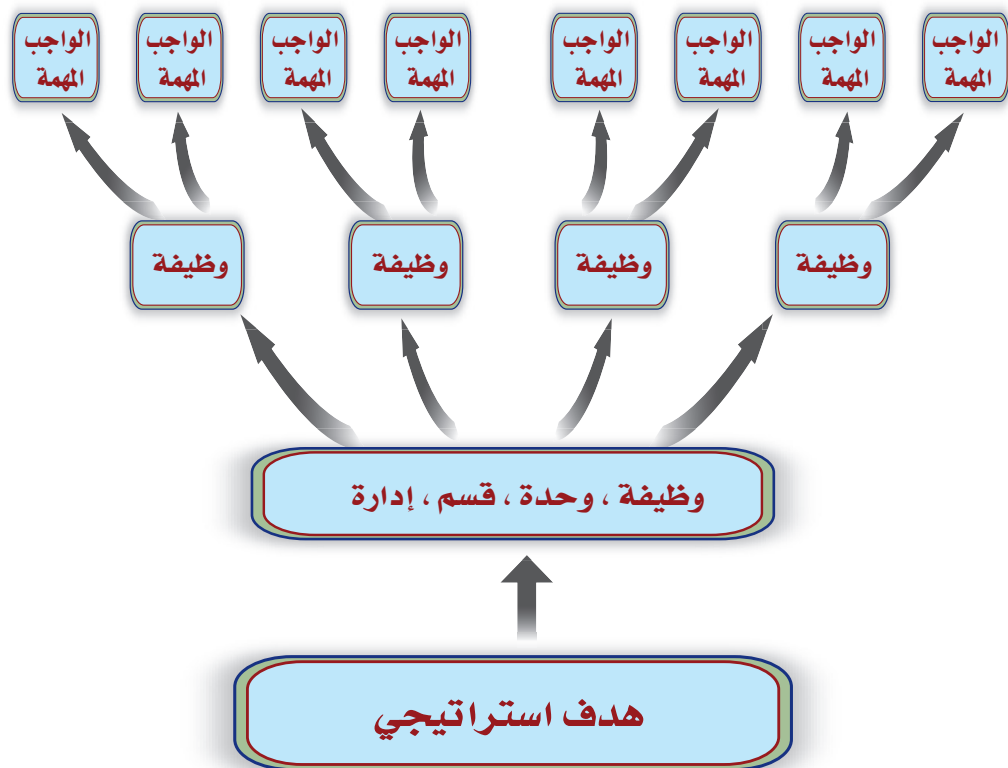 الواجب
المهمة
الواجب
المهمة
الواجب
المهمة
الواجب
المهمة
الواجب
المهمة
الواجب
المهمة
الواجب
المهمة
الواجب
المهمة
وظيفة
وظيفة
وظيفة
وظيفة
وظيفة ، وحدة ، قسم ، إدارة
هدف استراتيجي